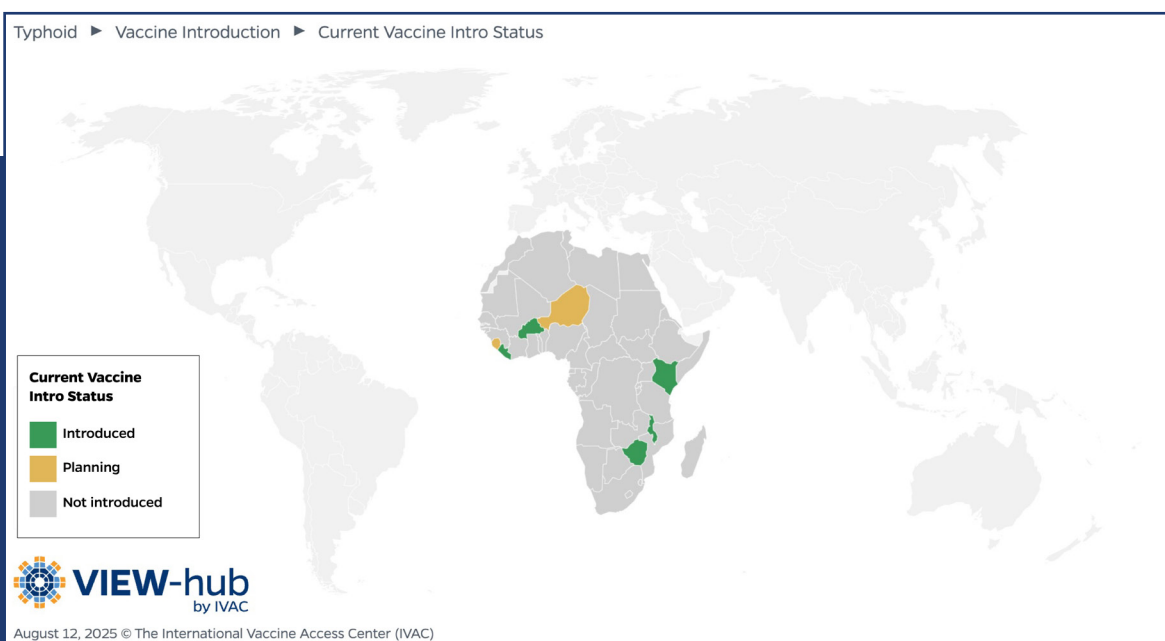 Typhoid ► Vaccine Introduction ► Current Vaccine Intro Status
Current Vaccine
Intro Status
Introduced
Planning
Not introduced
VIEW-hub
by IVAC
August 12, 2025 © The International Vaccine Access Center (IVAC)